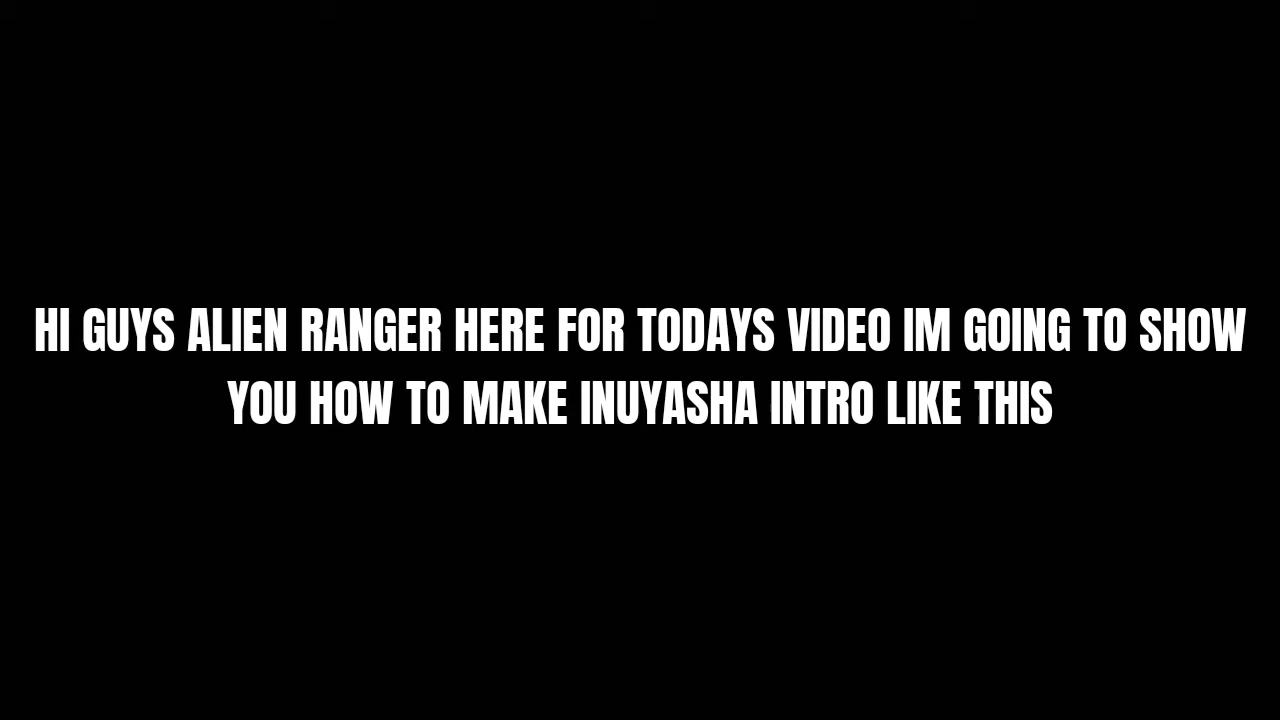 HI GUYS ALIEN RANGER HERE FOR TODAYS VIDEO IM GOING TO SHOW
YOU HOW TO MAKE INUYASHA INTRO LIKE THIS